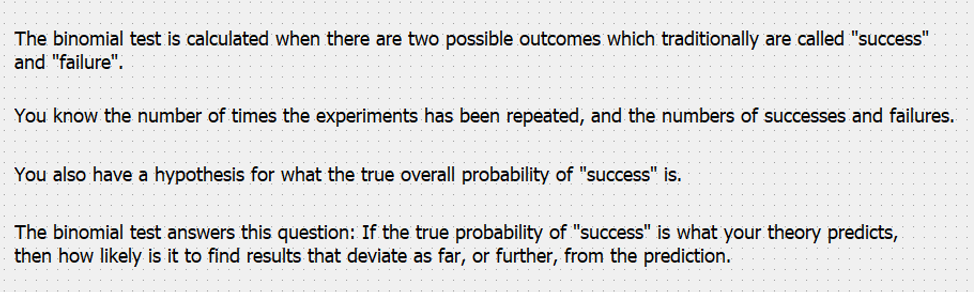 The binomial test is calculated when there are two possible outcomes which traditionally are called "success"
and "failure".
You know the number of times the experiments has been repeated, and the numbers of successes and failures.
You also have a hypothesis for what the true overall probability of "success" is.
The binomial test answers this question: If the true probability of "success" is what your theory predicts,
then how likely is it to find results that deviate as far, or further, from the prediction.